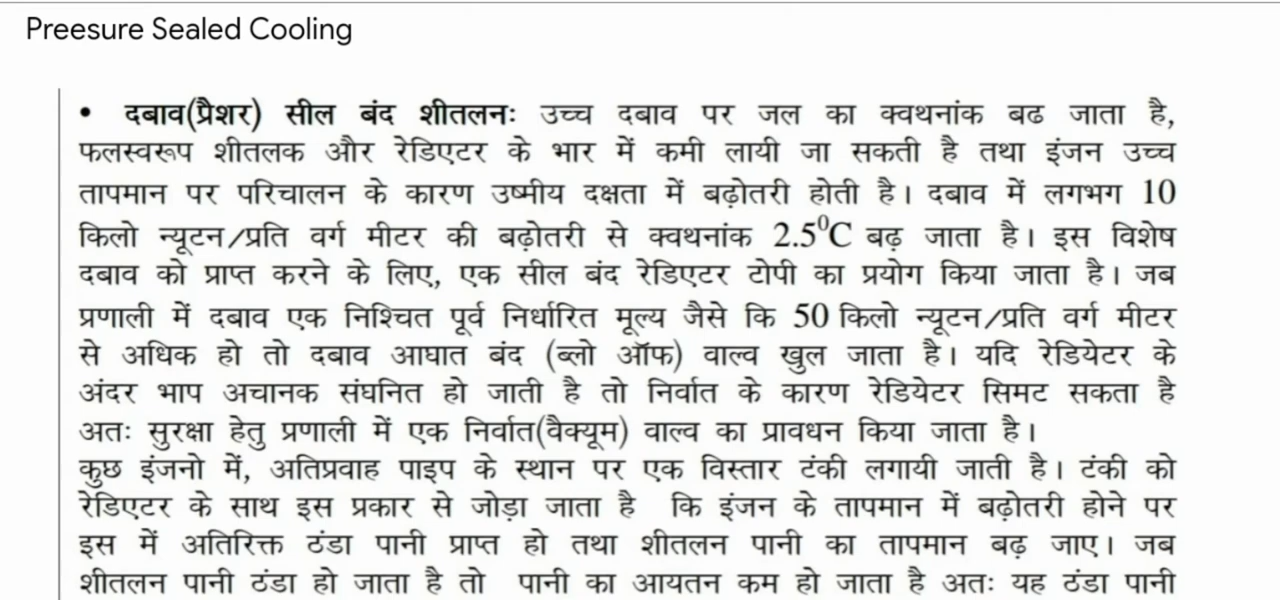 Preesure Sealed Cooling
• दबाव(प्रैशर) सील बंद शीतलनः उच्च दबाव पर जल का क्वथनांक बढ जाता है,
फलस्वरूप शीतलक और रेडिएटर के भार में कमी लायी जा सकती है तथा इंजन उच्च
तापमान पर परिचालन के कारण उष्मीय दक्षता में बढ़ोतरी होती है। दबाव में लगभग 10
किलो न्यूटन/प्रति वर्ग मीटर की बढ़ोतरी से क्वथनांक 2.5⁰C बढ़ जाता है। इस विशेष
दबाव को प्राप्त करने के लिए, एक सील बंद रेडिएटर टोपी का प्रयोग किया जाता है। जब
प्रणाली में दबाव एक निश्चित पूर्व निर्धारित मूल्य जैसे कि 50 किलो न्यूटन/प्रति वर्ग मीटर
से अधिक हो तो दबाव आघात बंद (ब्लो ऑफ) वाल्व खुल जाता है। यदि रेडियेटर के
अंदर भाप अचानक संघनित हो जाती है तो निर्वात के कारण रेडियेटर सिमट सकता है
अतः सुरक्षा हेतु प्रणाली में एक निर्वात(वैक्यूम) वाल्व का प्रावधन किया जाता है।
कुछ इंजनो में, अतिप्रवाह पाइप के स्थान पर एक विस्तार टंकी लगायी जाती है। टंकी को
रेडिएटर के साथ इस प्रकार से जोड़ा जाता है कि इंजन के तापमान में बढ़ोतरी होने पर
इस में अतिरिक्त ठंडा पानी प्राप्त हो तथा शीतलन पानी का तापमान बढ़ जाए। जब
शीतलन पानी ठंडा हो जाता है तो पानी का आयतन कम हो जाता है अतः यह ठंडा पानी